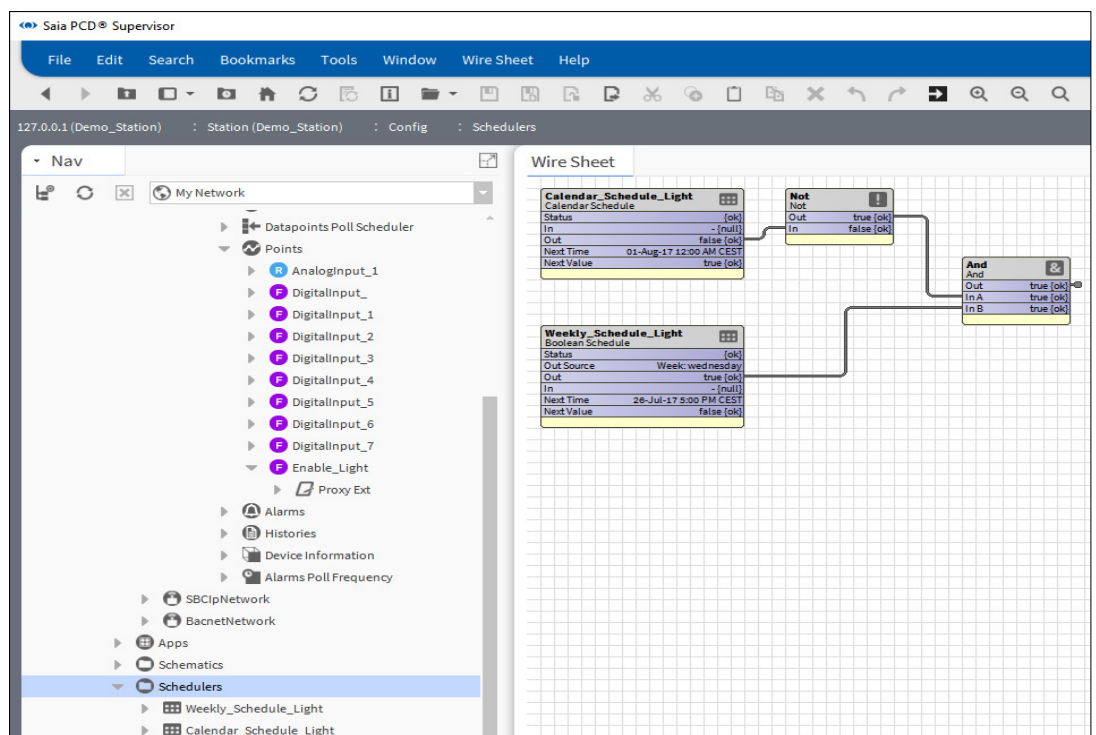 Saia PCD® Supervisor
File Edit Search Bookmarks Tools Window Wire Sheet Help
127.0.0.1 (Demo_Station) : Station (Demo_Station) : Config : Schedulers
Nav
My Network
Datapoints Poll Scheduler
Points
R AnalogInput_1
F DigitalInput_
F DigitalInput_1
F DigitalInput_2
F DigitalInput_3
F DigitalInput_4
F DigitalInput_5
F DigitalInput_6
F DigitalInput_7
F Enable_Light
Proxy Ext
Alarms
Histories
Device Information
Alarms Poll Frequency
SBCIpNetwork
BacnetNetwork
Apps
Schematics
Schedulers
Weekly_Schedule_Light
Calendar_Schedule_Light
Wire Sheet
Calendar_Schedule_Light
Calendar Schedule
Status {ok}
In - {null}
Out false {ok}
Next Time 01-Aug-17 12:00 AM CEST
Next Value true {ok}
Not !
Not
Out true {ok}
In false {ok}
And &
And
Out true {ok}
In A true {ok}
In B true {ok}
Weekly_Schedule_Light
Boolean Schedule
Status {ok}
Out Source Week: wednesday
Out true {ok}
In - {null}
Next Time 26-Jul-17 5:00 PM CEST
Next Value false {ok}